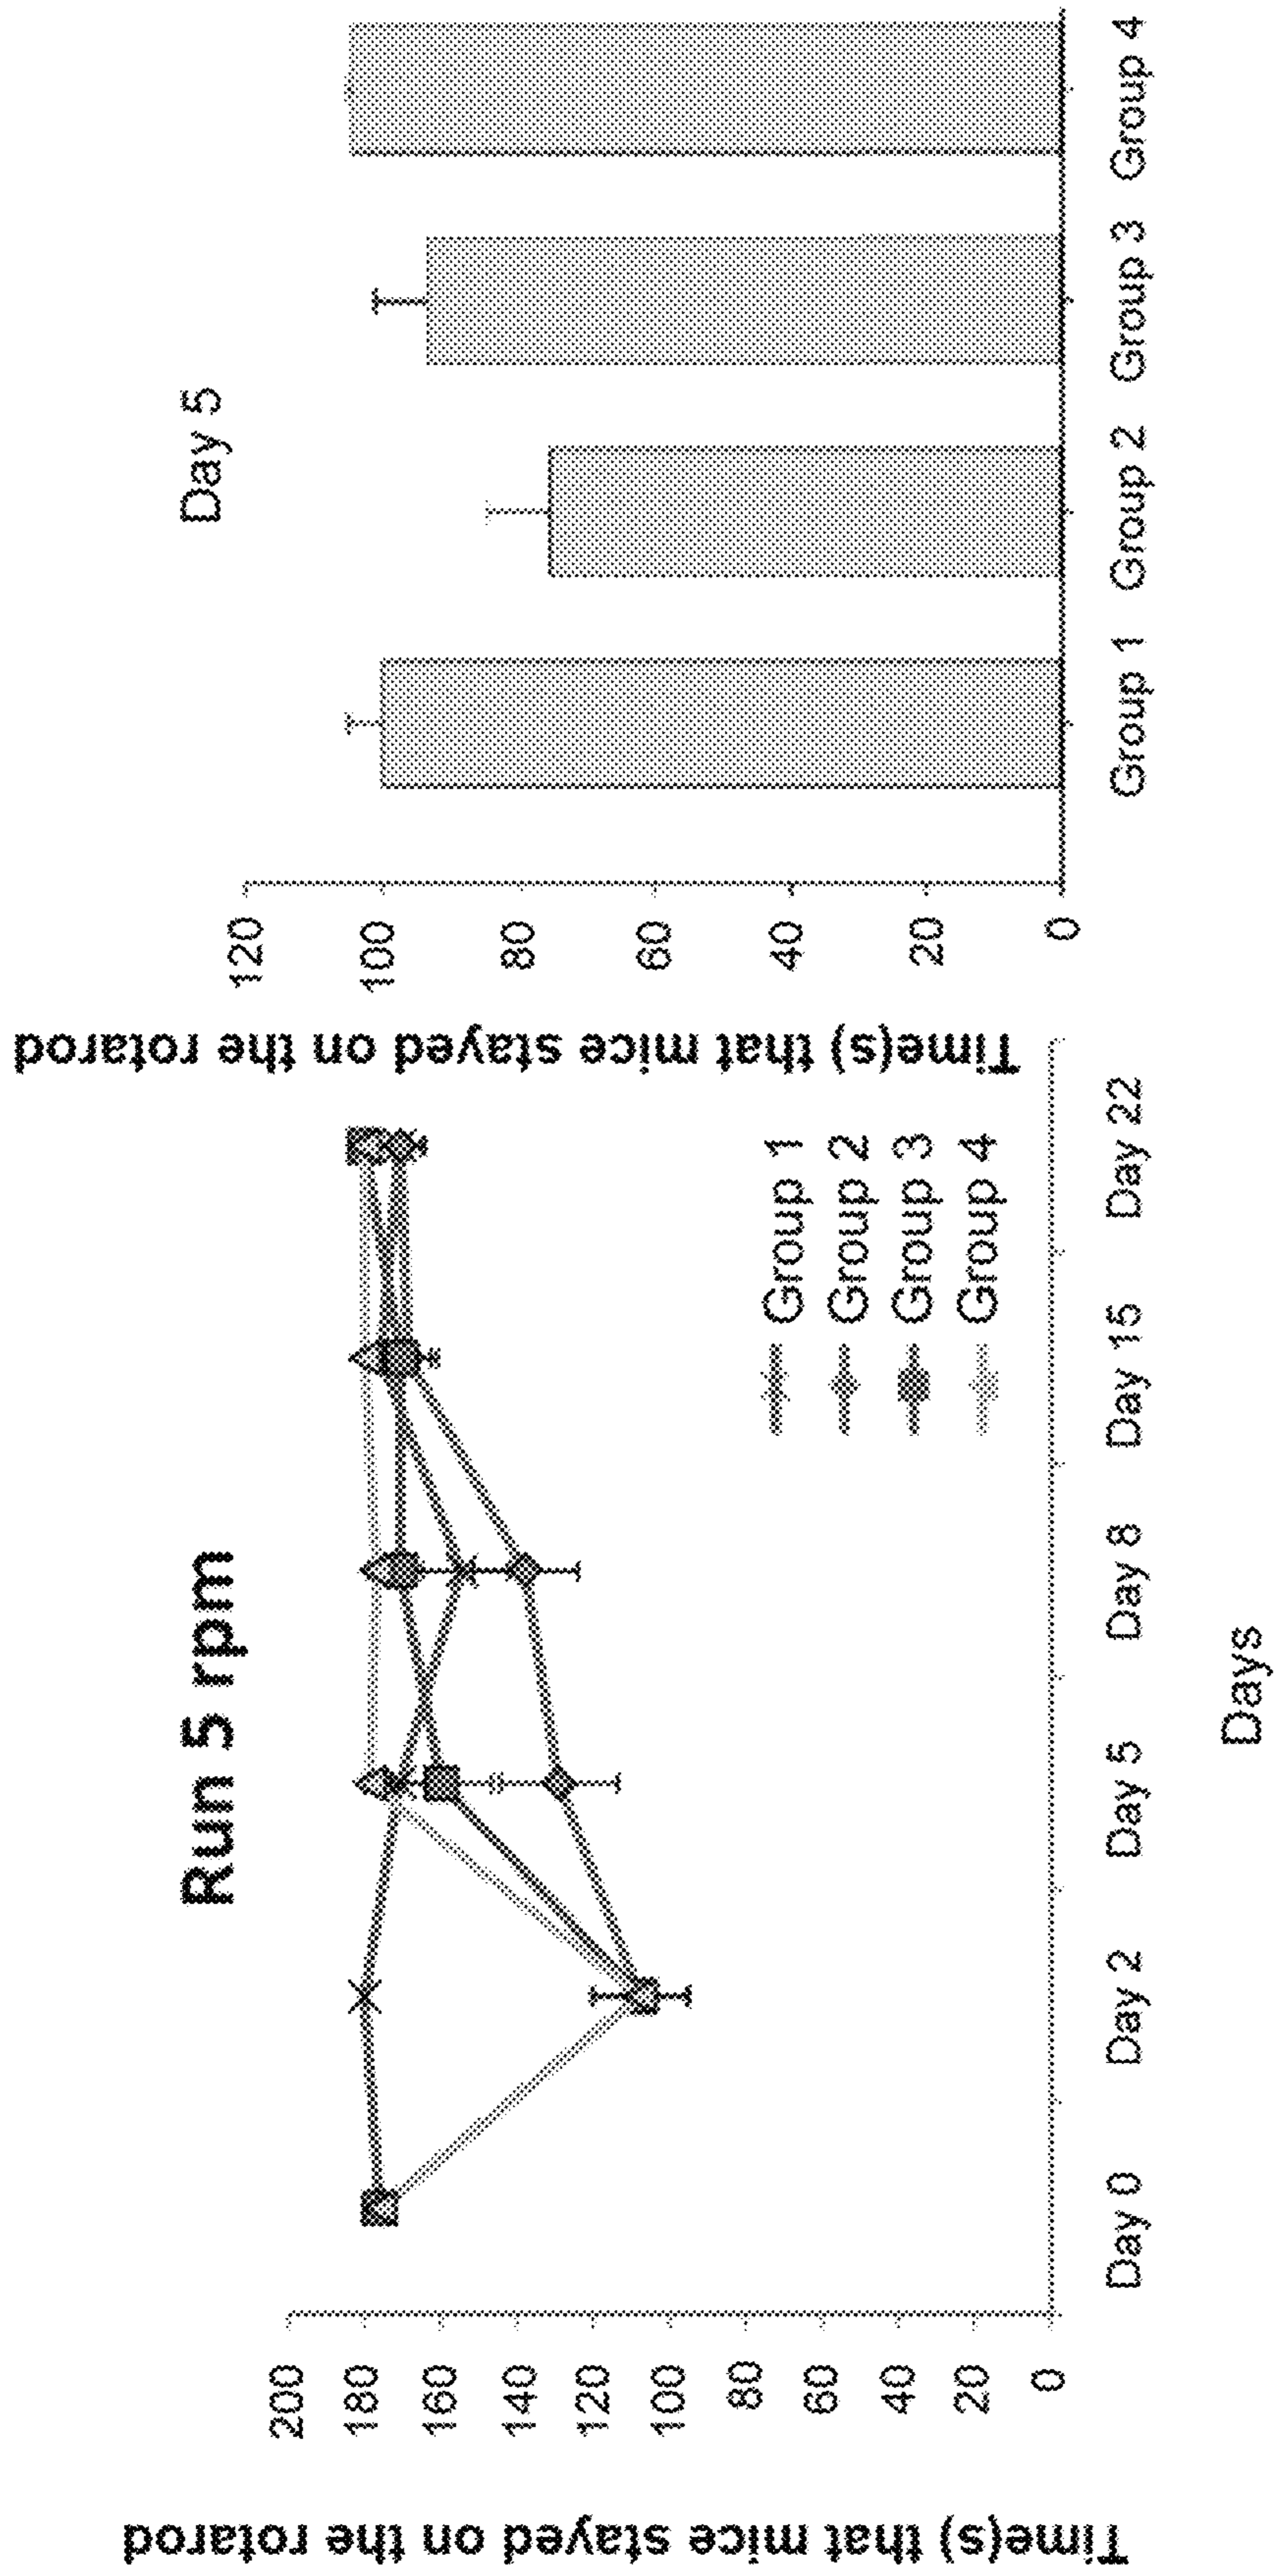 Run 5 rpm
Time(s) that mice stayed on the rotarod
200
180
160
140
120
100
80
60
40
20
0
Group 1
Group 2
Group 3
Group 4
Day 0 Day 2 Day 5 Day 8 Day 15 Day 22
Days
Day 5
Time(s) that mice stayed on the rotarod
120
100
80
60
40
20
0
Group 1 Group 2 Group 3 Group 4